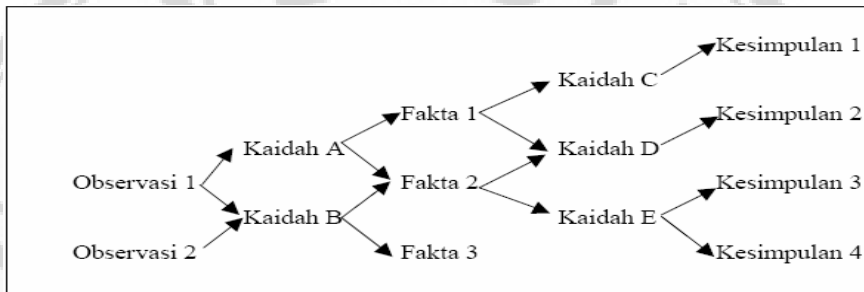 Kesimpulan 1
Kaidah C
Fakta 1
Kesimpulan 2
Kaidah A
Kaidah D
Observasi 1
Fakta 2
Kesimpulan 3
Kaidah B
Kaidah E
Observasi 2
Fakta 3
Kesimpulan 4